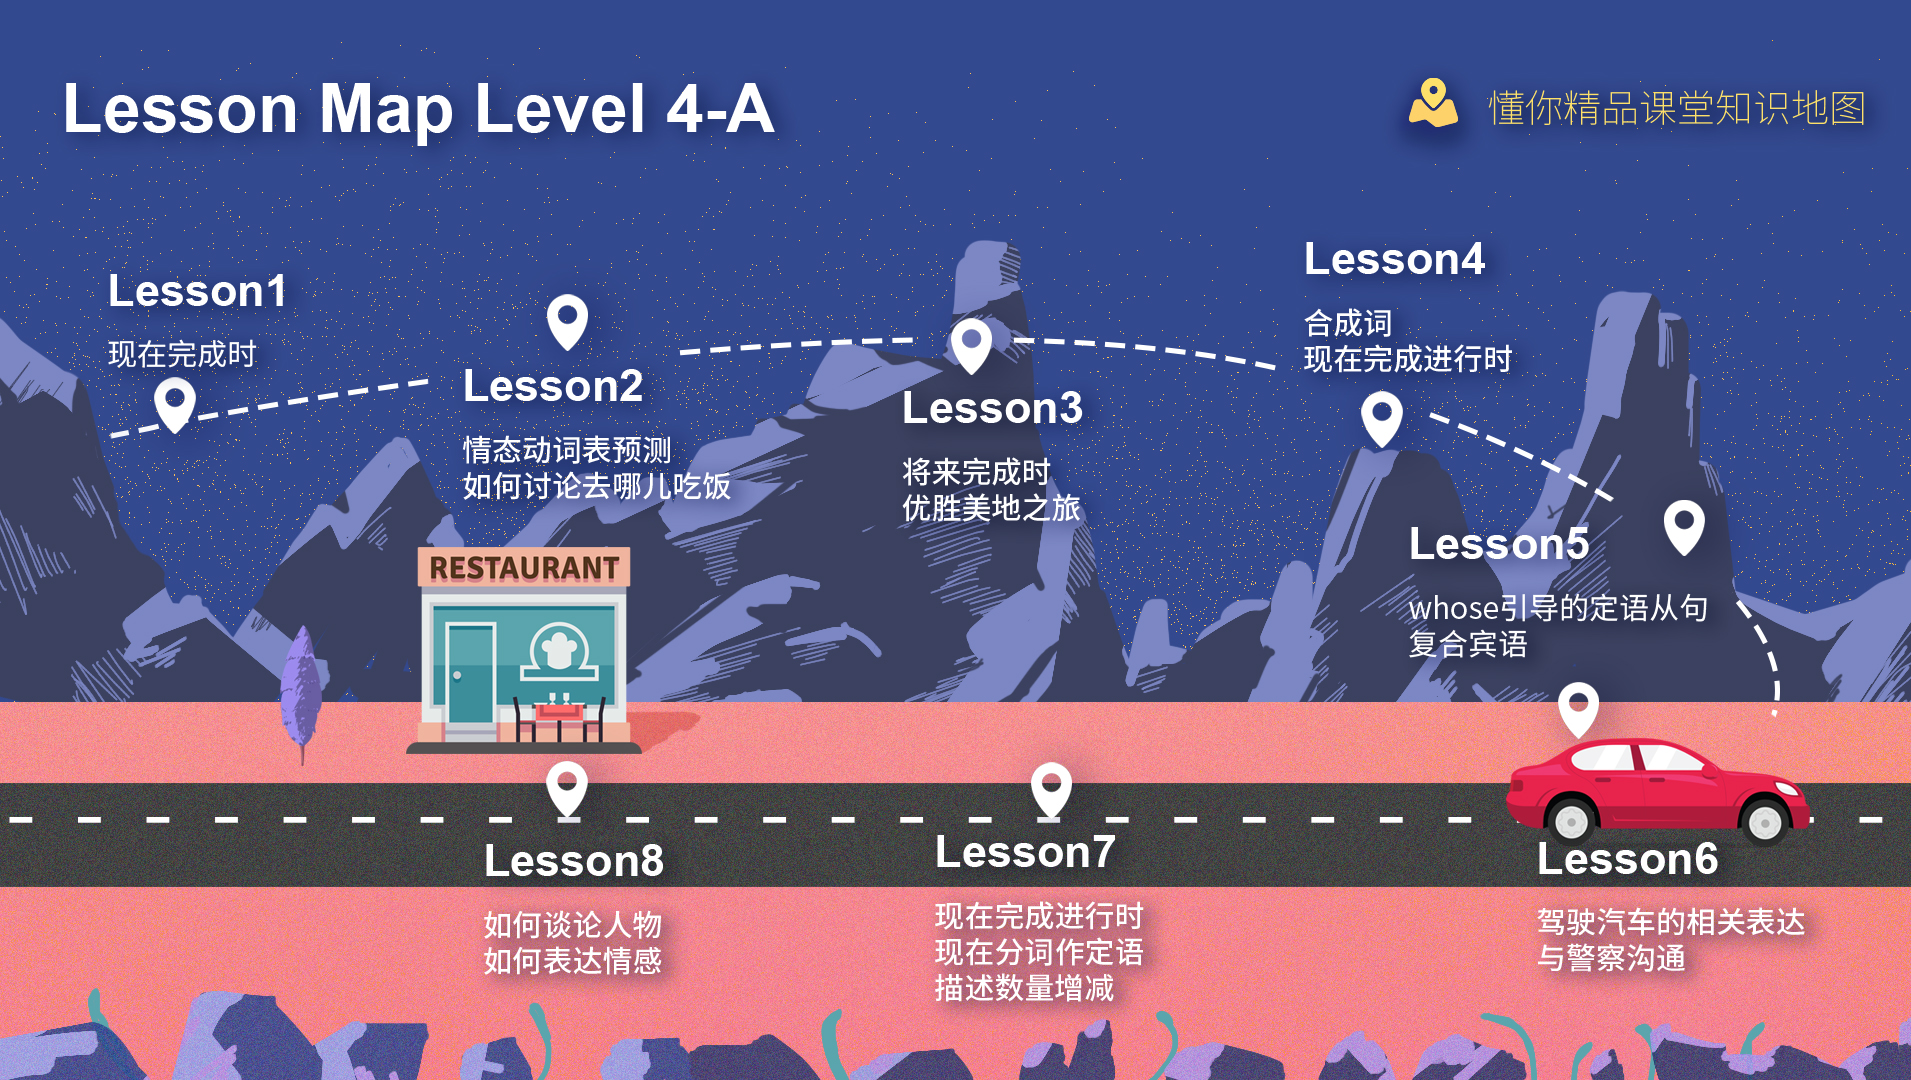 Lesson Map Level 4-A
懂你精品课堂知识地图
Lesson1
现在完成时
Lesson2
情态动词表预测
如何讨论去哪儿吃饭
Lesson3
将来完成时
优胜美地之旅
Lesson4
合成词
现在完成进行时
Lesson5
whose引导的定语从句
复合宾语
RESTAURANT
Lesson6
驾驶汽车的相关表达
与警察沟通
Lesson7
现在完成进行时
现在分词作定语
描述数量增减
Lesson8
如何谈论人物
如何表达情感